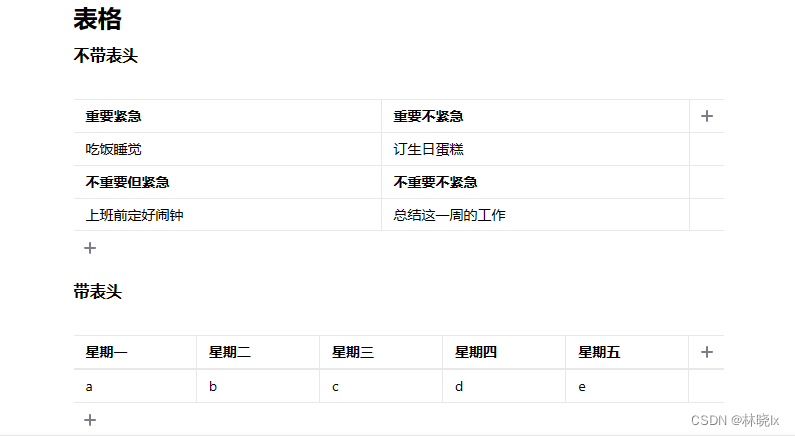 表格
不带表头
重要紧急 重要不紧急 +
吃饭睡觉 订生日蛋糕
不重要但紧急 不重要不紧急
上班前定好闹钟 总结这一周的工作
+
带表头
星期一 星期二 星期三 星期四 星期五 +
a b c d e
+
CSDN @林晓lx